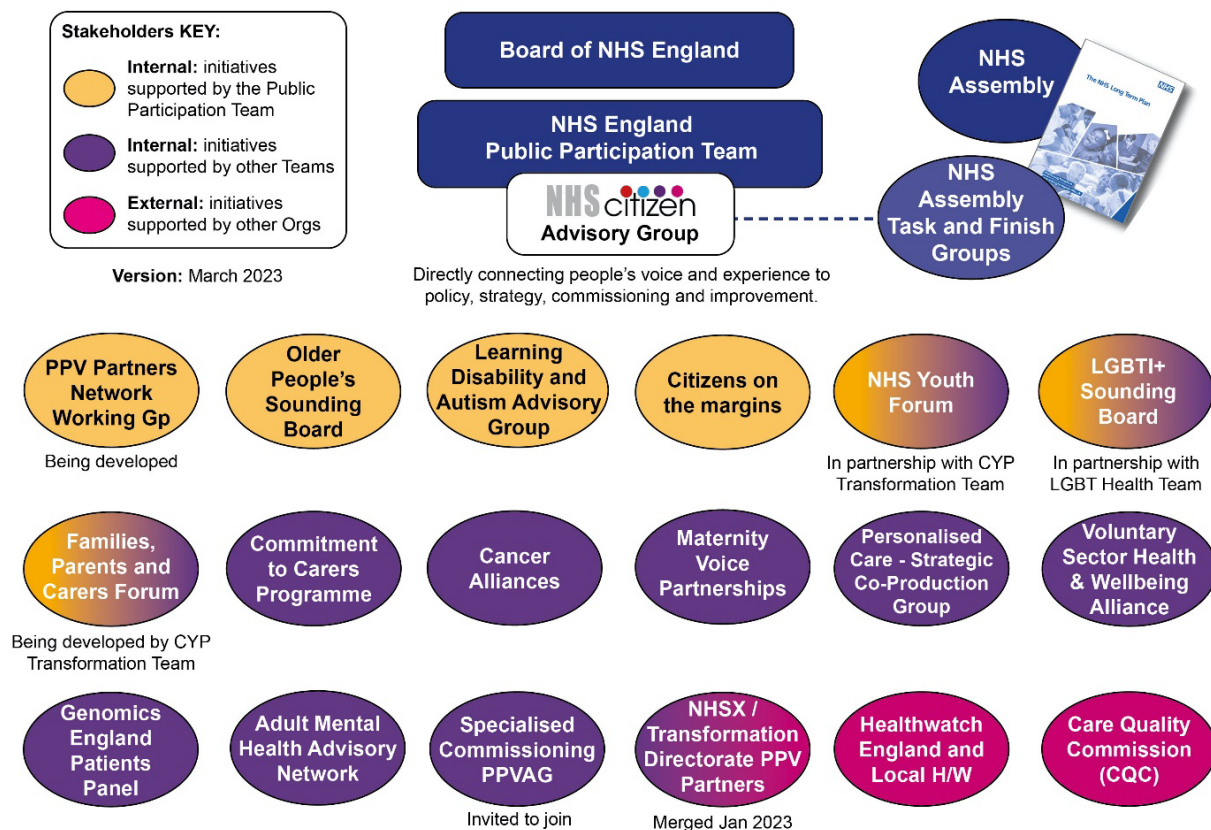 Stakeholders KEY:
Internal: initiatives
supported by the Public
Participation Team
Internal: initiatives
supported by other Teams
External: initiatives
supported by other Orgs
Version: March 2023
Board of NHS England
NHS England
Public Participation Team
NHS citizen
Advisory Group
Directly connecting people's voice and experience to
policy, strategy, commissioning and improvement.
NHS
Assembly
The NHS Long Term Plan
NHS
NHS
Assembly
Task and Finish
Groups
PPV Partners
Network
Working Gp
Being developed
Older
People's
Sounding
Board
Learning
Disability and
Autism Advisory
Group
Citizens on
the margins
NHS Youth
Forum
In partnership with CYP
Transformation Team
LGBTI+
Sounding
Board
In partnership with
LGBT Health Team
Families,
Parents and
Carers Forum
Being developed by CYP
Transformation Team
Commitment
to Carers
Programme
Cancer
Alliances
Maternity
Voice
Partnerships
Personalised
Care - Strategic
Co-Production
Group
Voluntary
Sector Health
& Wellbeing
Alliance
Genomics
England
Patients
Panel
Adult Mental
Health Advisory
Network
Specialised
Commissioning
PPVAG
Invited to join
NHSX /
Transformation
Directorate PPV
Partners
Merged Jan 2023
Healthwatch
England and
Local H/W
Care Quality
Commission
(CQC)